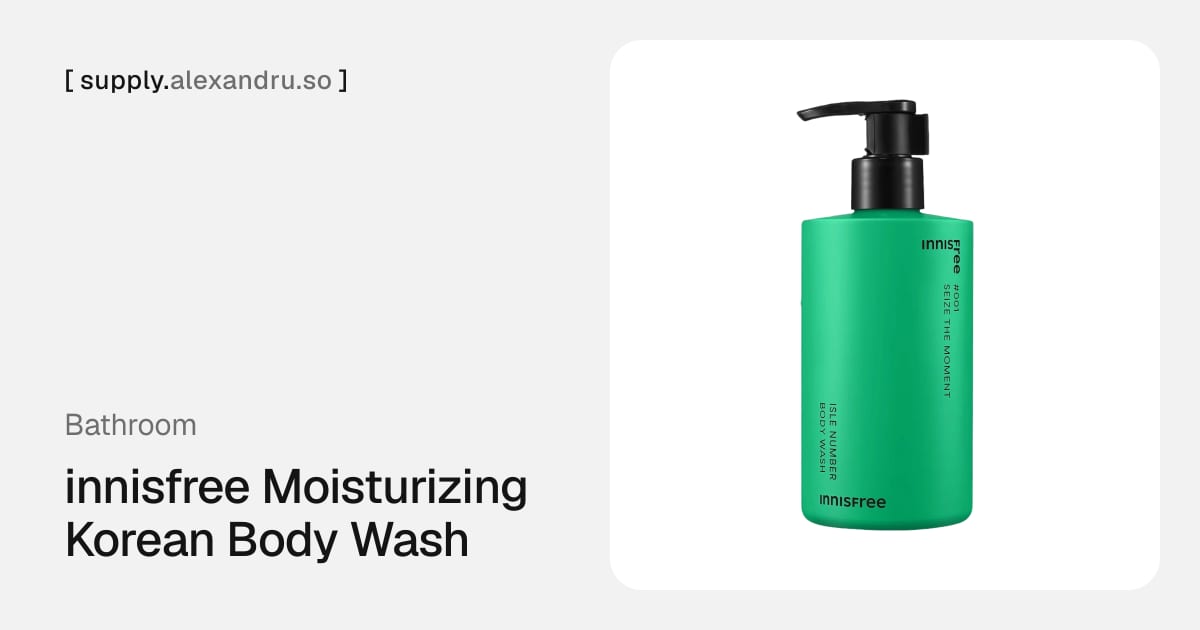 [ supply.alexandru.so ]
Bathroom
innisfree Moisturizing
Korean Body Wash
INNISFree
#001
SEIZE THE MOMENT
ISLE NUMBER
BODY WASH
INNISFree